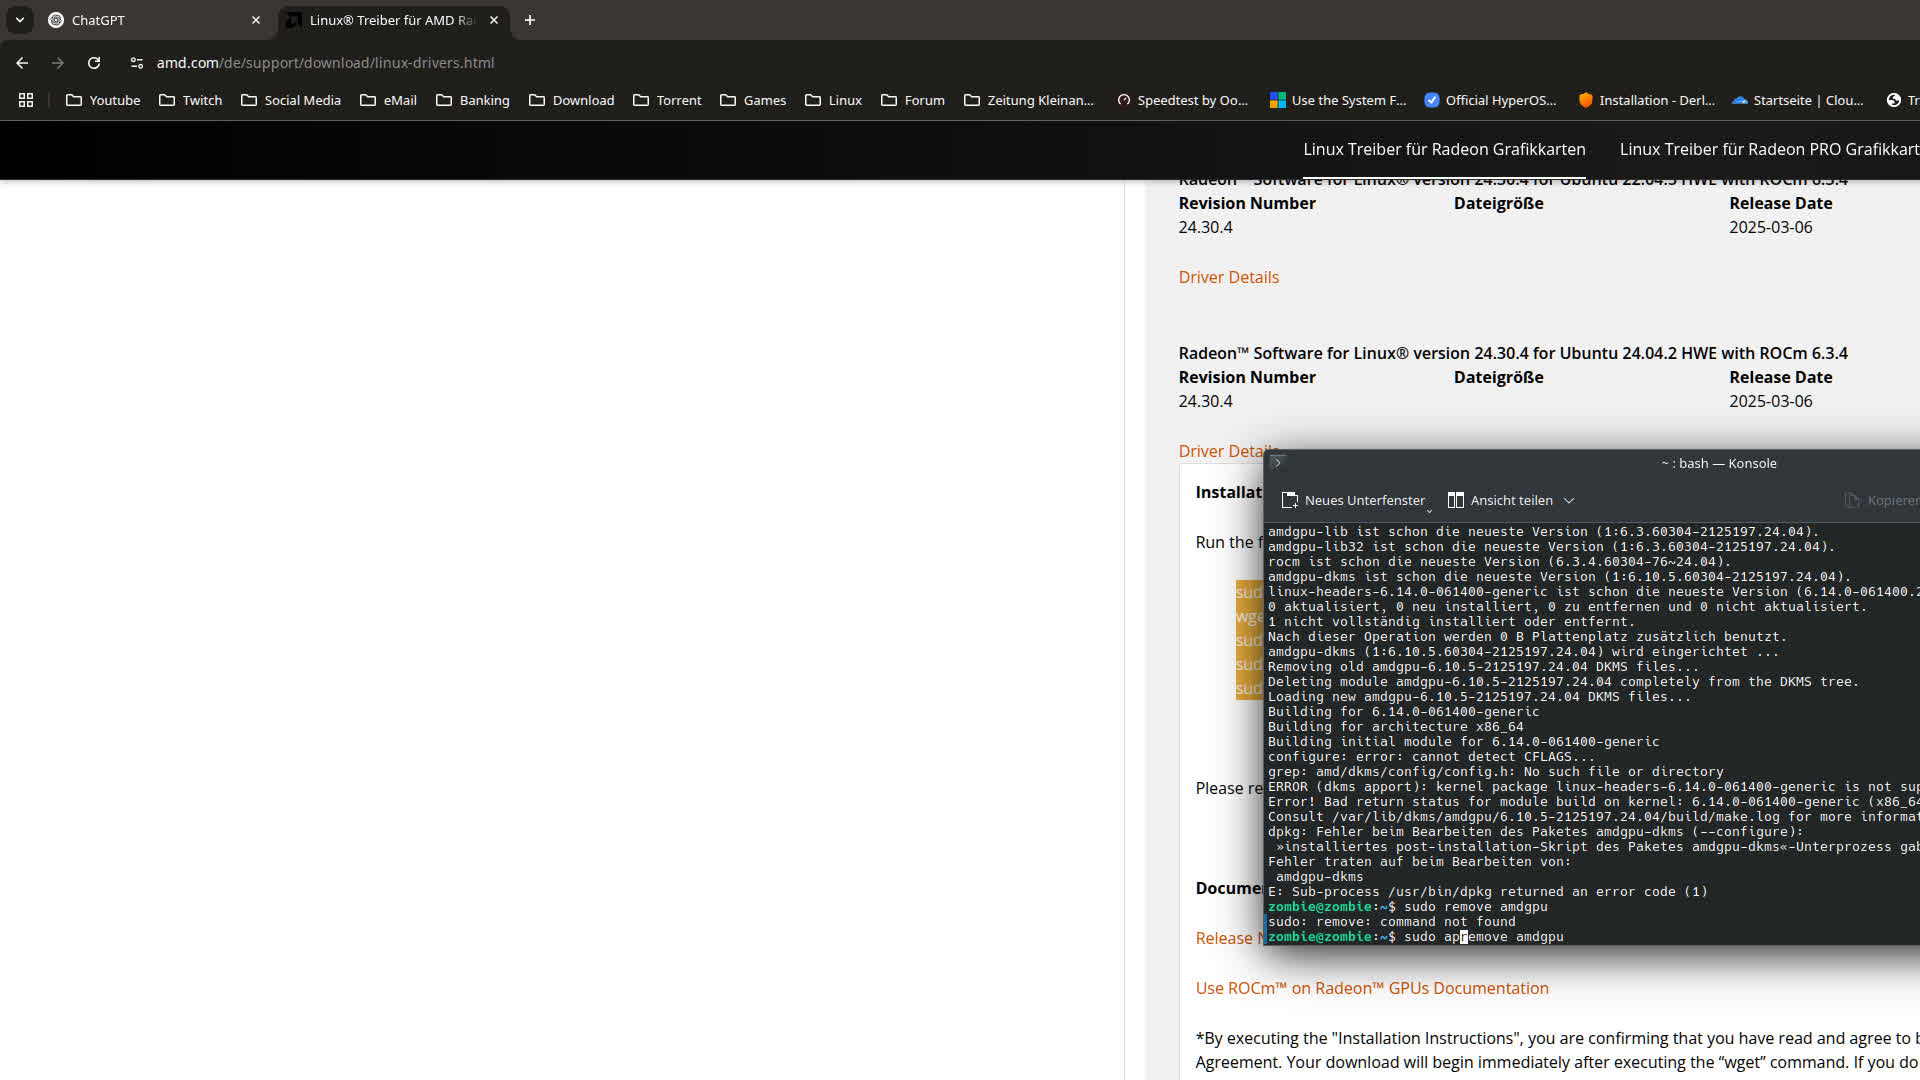 ChatGPT
Linux® Treiber für AMD Ra
amd.com/de/support/download/linux-drivers.html
Youtube
Twitch
Social Media
eMail
Banking
Download
Torrent
Games
Linux
Forum
Zeitung Kleinan...
Speedtest by Oo...
Use the System F...
Official HyperOS...
Installation - Derl...
Startseite | Clou...
Tr
Linux Treiber für Radeon Grafikkarten
Linux Treiber für Radeon PRO Grafikkart
Radeon™ Software for Linux® version 24.30.4 for Ubuntu 22.04.5 HWE with ROCm 6.3.4
Revision Number Dateigröße Release Date
24.30.4 2025-03-06
Driver Details
Radeon™ Software for Linux® version 24.30.4 for Ubuntu 24.04.2 HWE with ROCm 6.3.4
Revision Number Dateigröße Release Date
24.30.4 2025-03-06
Driver Details
Installat
Run the f
sud
wge
sud
sud
sud
Please re
Docume
Release N
~ : bash — Konsole
Neues Unterfenster
Ansicht teilen
Kopieren
amdgpu-lib ist schon die neueste Version (1:6.3.60304-2125197.24.04).
amdgpu-lib32 ist schon die neueste Version (1:6.3.60304-2125197.24.04).
rocm ist schon die neueste Version (6.3.4.60304-76~24.04).
amdgpu-dkms ist schon die neueste Version (1:6.10.5.60304-2125197.24.04).
linux-headers-6.14.0-061400-generic ist schon die neueste Version (6.14.0-061400.2
0 aktualisiert, 0 neu installiert, 0 zu entfernen und 0 nicht aktualisiert.
1 nicht vollständig installiert oder entfernt.
Nach dieser Operation werden 0 B Plattenplatz zusätzlich benutzt.
amdgpu-dkms (1:6.10.5.60304-2125197.24.04) wird eingerichtet ...
Removing old amdgpu-6.10.5-2125197.24.04 DKMS files...
Deleting module amdgpu-6.10.5-2125197.24.04 completely from the DKMS tree.
Loading new amdgpu-6.10.5-2125197.24.04 DKMS files...
Building for 6.14.0-061400-generic
Building for architecture x86_64
Building initial module for 6.14.0-061400-generic
configure: error: cannot detect CFLAGS...
grep: amd/dkms/config/config.h: No such file or directory
ERROR (dkms apport): kernel package linux-headers-6.14.0-061400-generic is not sup
Error! Bad return status for module build on kernel: 6.14.0-061400-generic (x86_64
Consult /var/lib/dkms/amdgpu/6.10.5-2125197.24.04/build/make.log for more informat
dpkg: Fehler beim Bearbeiten des Paketes amdgpu-dkms (--configure):
»installiertes post-installation-Skript des Paketes amdgpu-dkms«-Unterprozess gab
Fehler traten auf beim Bearbeiten von:
amdgpu-dkms
E: Sub-process /usr/bin/dpkg returned an error code (1)
zombie@zombie:~$ sudo remove amdgpu
sudo: remove: command not found
zombie@zombie:~$ sudo apremove amdgpu
Use ROCm™ on Radeon™ GPUs Documentation
*By executing the "Installation Instructions", you are confirming that you have read and agree to b
Agreement. Your download will begin immediately after executing the “wget” command. If you do